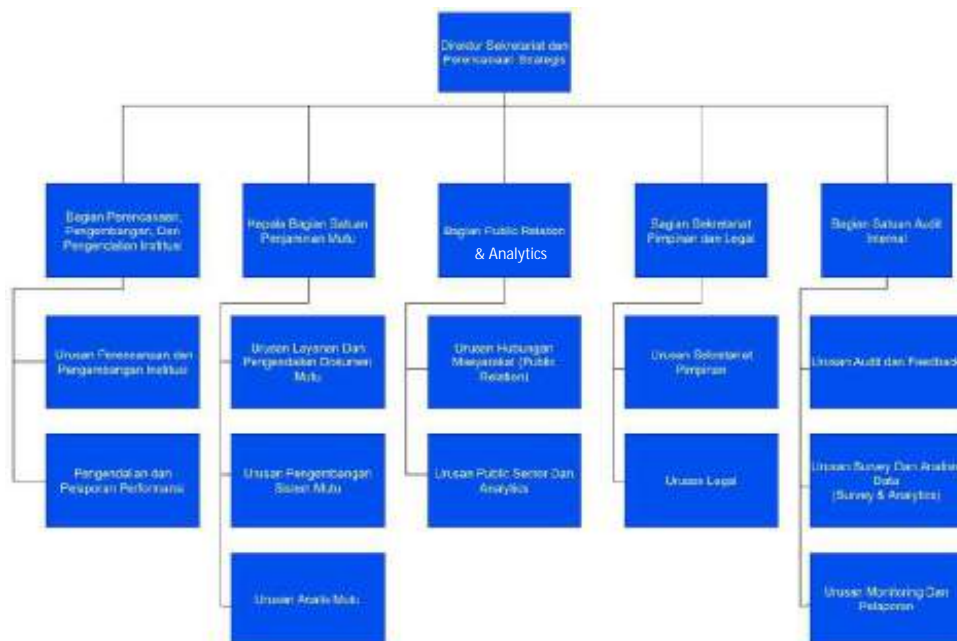 Direktur Sekretariat dan
Perencanaan Strategis
Bagian Perencanaan,
Pengembangan, Dan
Pengendalian Institusi
Kepala Bagian Satuan
Penjaminan Mutu
Bagian Public Relation
& Analytics
Bagian Sekretariat
Pimpinan dan Legal
Bagian Satuan Audit
Internal
Urusan Perencanaan dan
Pengembangan Institusi
Urusan Layanan Dan
Pengendalian Dokumen
Mutu
Urusan Hubungan
Masyarakat (Public
Relation)
Urusan Sekretariat
Pimpinan
Urusan Audit dan Feedback
Pengendalian dan
Pelaporan Performansi
Urusan Pengembangan
Sistem Mutu
Urusan Public Sector Dan
Analytics
Urusan Legal
Urusan Survey Dan Analisis
Data
(Survey & Analytics)
Urusan Analis Mutu
Urusan Monitoring Dan
Pelaporan